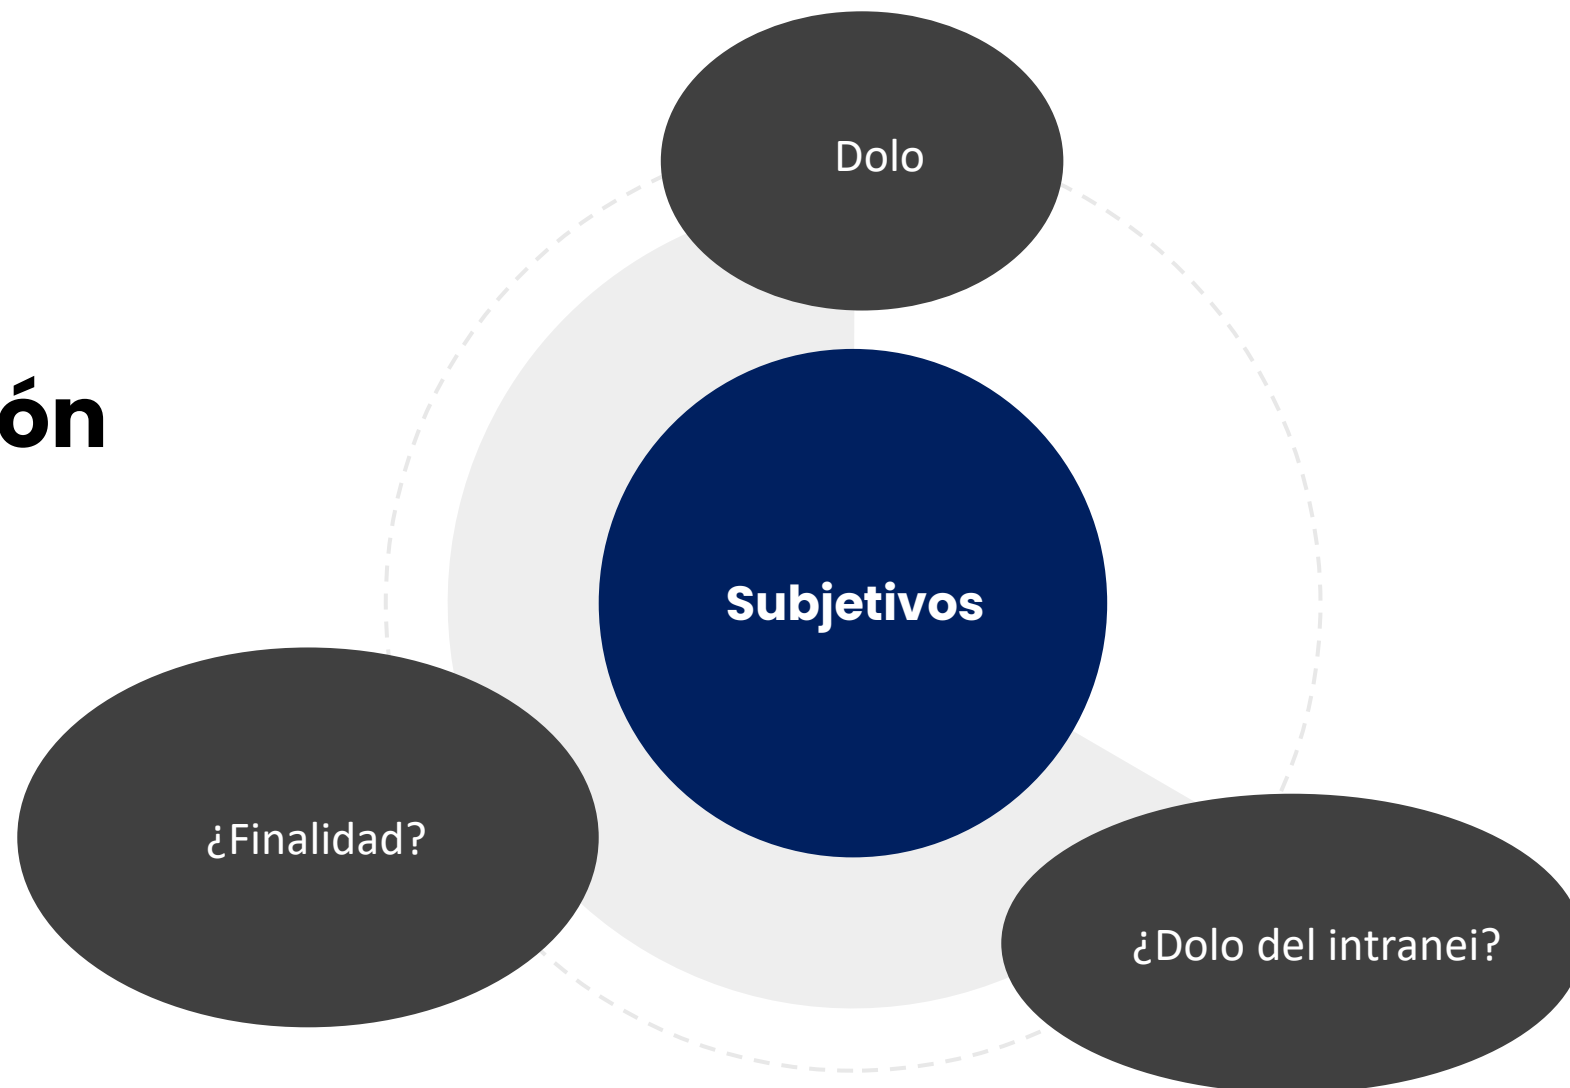 Dolo
ón
Subjetivos
¿Finalidad?
¿Dolo del intranei?